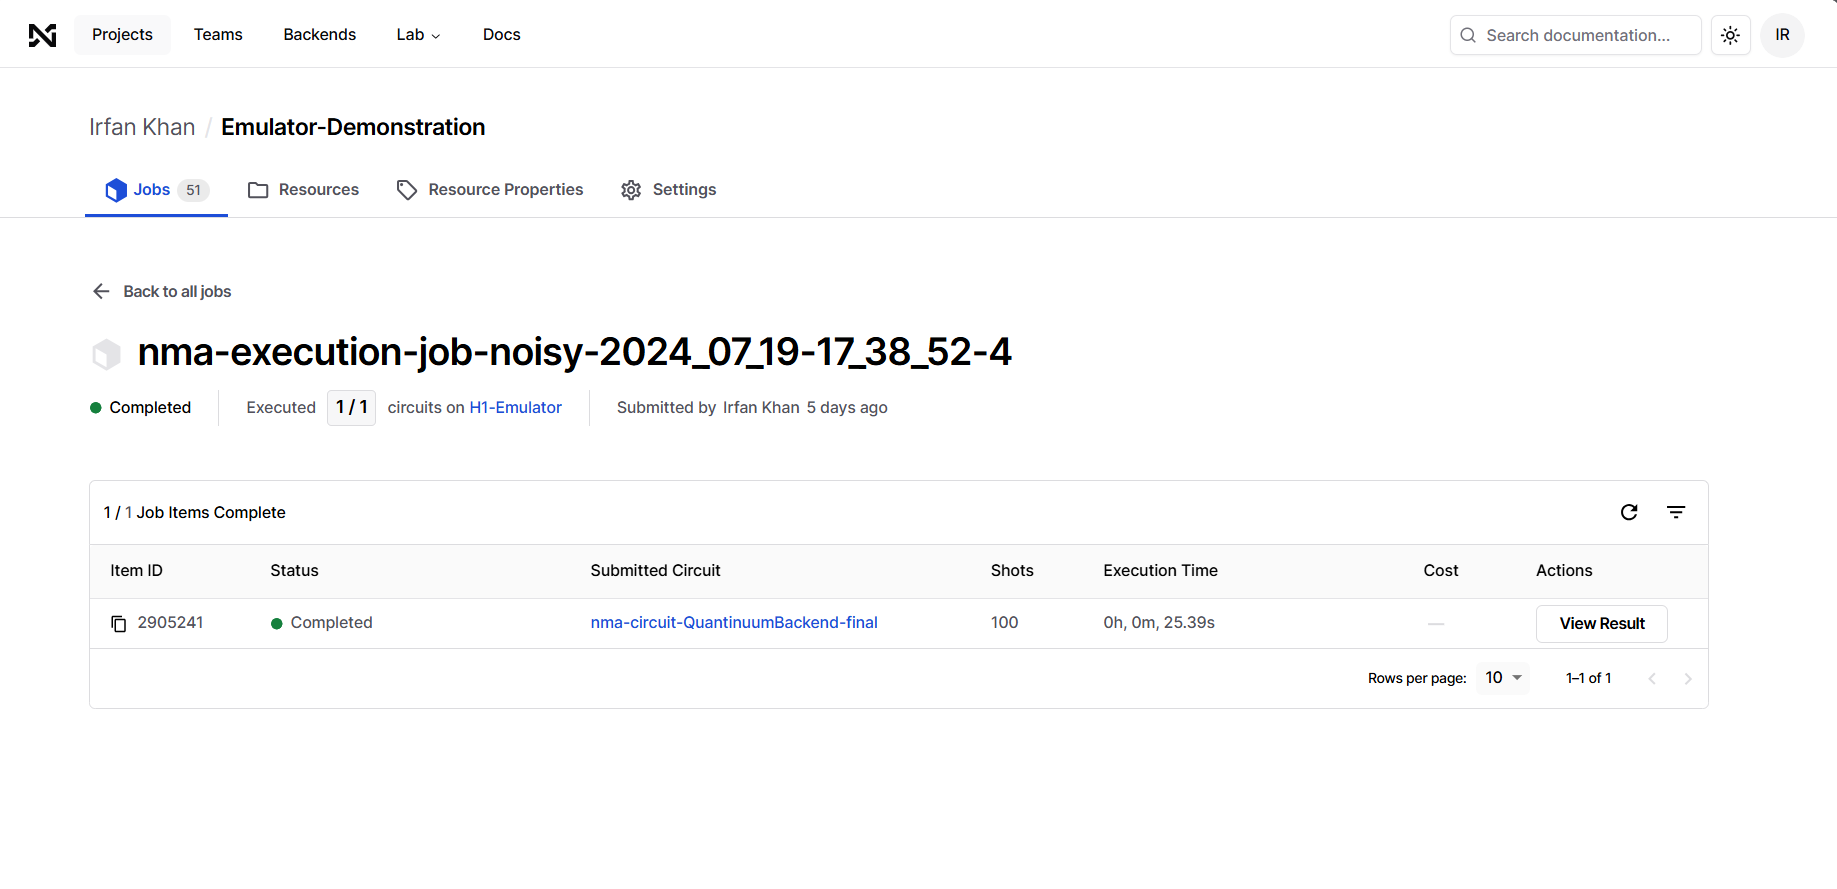 Projects Teams Backends Lab Docs Search documentation... IR
Irfan Khan / Emulator-Demonstration
Jobs 51 Resources Resource Properties Settings
Back to all jobs
nma-execution-job-noisy-2024_07_19-17_38_52-4
Completed Executed 1 / 1 circuits on H1-Emulator Submitted by Irfan Khan 5 days ago
1 / 1 Job Items Complete
Item ID Status Submitted Circuit Shots Execution Time Cost Actions
2905241 Completed nma-circuit-QuantinuumBackend-final 100 0h, 0m, 25.39s — View Result
Rows per page: 10 1–1 of 1